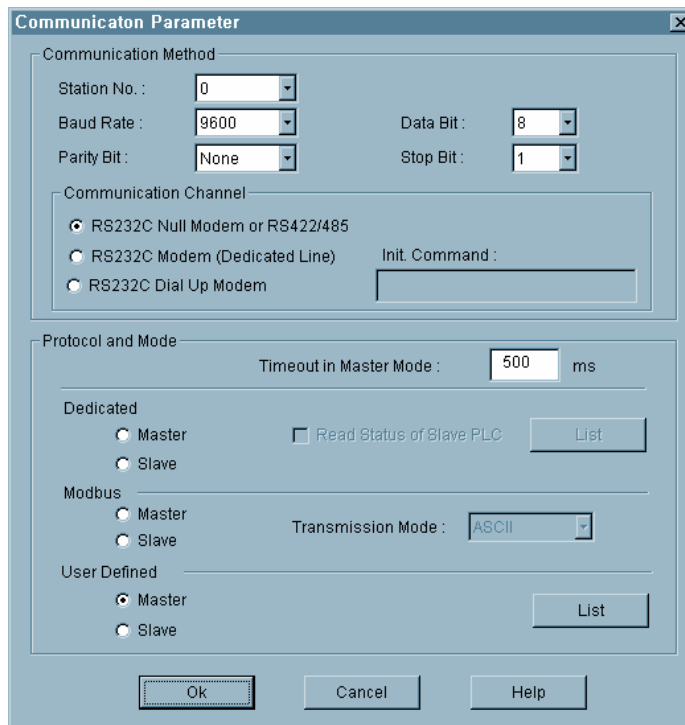 Communicaton Parameter
Communication Method
Station No. : 0
Baud Rate : 9600 Data Bit : 8
Parity Bit : None Stop Bit : 1
Communication Channel
RS232C Null Modem or RS422/485
RS232C Modem (Dedicated Line) Init. Command :
RS232C Dial Up Modem
Protocol and Mode
Timeout in Master Mode : 500 ms
Dedicated
Master Read Status of Slave PLC List
Slave
Modbus
Master
Transmission Mode : ASCII
Slave
User Defined
Master
List
Slave
Ok Cancel Help